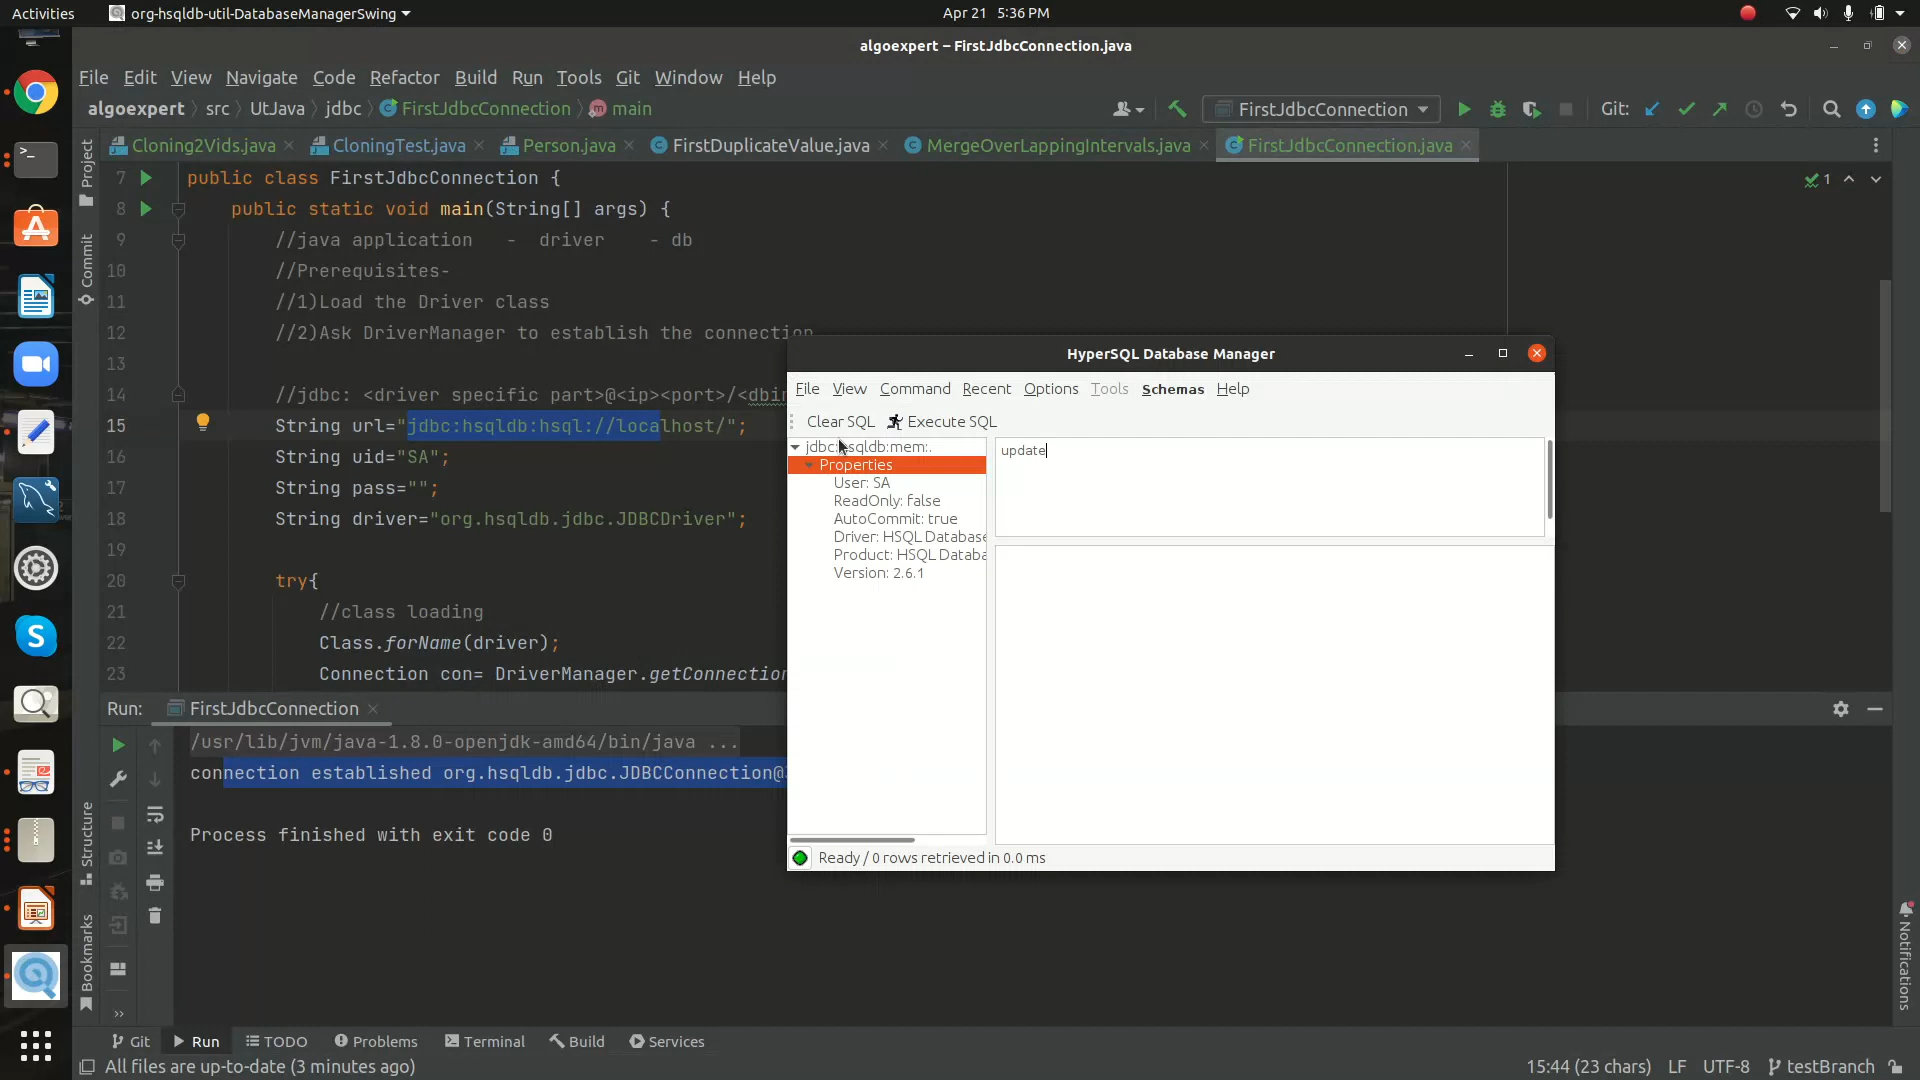 Activities
org-hsqldb-util-DatabaseManagerSwing
Apr 21 5:36 PM
algoexpert – FirstJdbcConnection.java
File Edit View Navigate Code Refactor Build Run Tools Git Window Help
algoexpert src UtJava jdbc FirstJdbcConnection main
FirstJdbcConnection
Git:
Cloning2Vids.java CloningTest.java Person.java FirstDuplicateValue.java MergeOverLappingIntervals.java FirstJdbcConnection.java
Project
Commit
Structure
Bookmarks
Notifications
1
7 public class FirstJdbcConnection {
8 public static void main(String[] args) {
9 //java application - driver - db
10 //Prerequisites-
11 //1)Load the Driver class
12 //2)Ask DriverManager to establish the connection
13
14 //jdbc: <driver specific part>@<ip><port>/<dbin
15 String url="jdbc:hsqldb:hsql://localhost/";
16 String uid="SA";
17 String pass="";
18 String driver="org.hsqldb.jdbc.JDBCDriver";
19
20 try{
21 //class loading
22 Class.forName(driver);
23 Connection con= DriverManager.getConnection
HyperSQL Database Manager
File View Command Recent Options Tools Schemas Help
Clear SQL Execute SQL
jdbc:hsqldb:mem:.
Properties
User: SA
ReadOnly: false
AutoCommit: true
Driver: HSQL Database
Product: HSQL Databa
Version: 2.6.1
update
Ready / 0 rows retrieved in 0.0 ms
Run: FirstJdbcConnection
/usr/lib/jvm/java-1.8.0-openjdk-amd64/bin/java ...
connection established org.hsqldb.jdbc.JDBCConnection@
Process finished with exit code 0
Git Run TODO Problems Terminal Build Services
All files are up-to-date (3 minutes ago)
15:44 (23 chars) LF UTF-8 testBranch